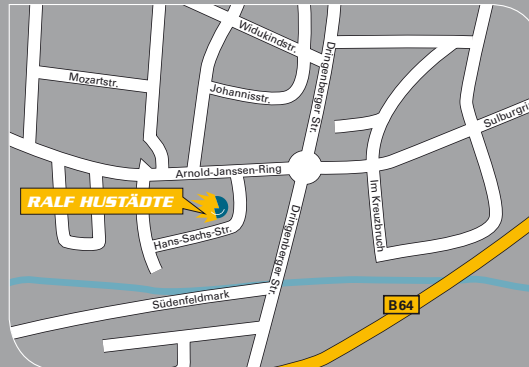 Widukindstr.
Dringenberger Str.
Mozartstr.
Johannisstr.
Sulburgri
Arnold-Janssen-Ring
Im Kreuzbruch
RALF HUSTÄDTE
Hans-Sachs-Str.
Dringenberger Str.
Südenfeldmark
B64